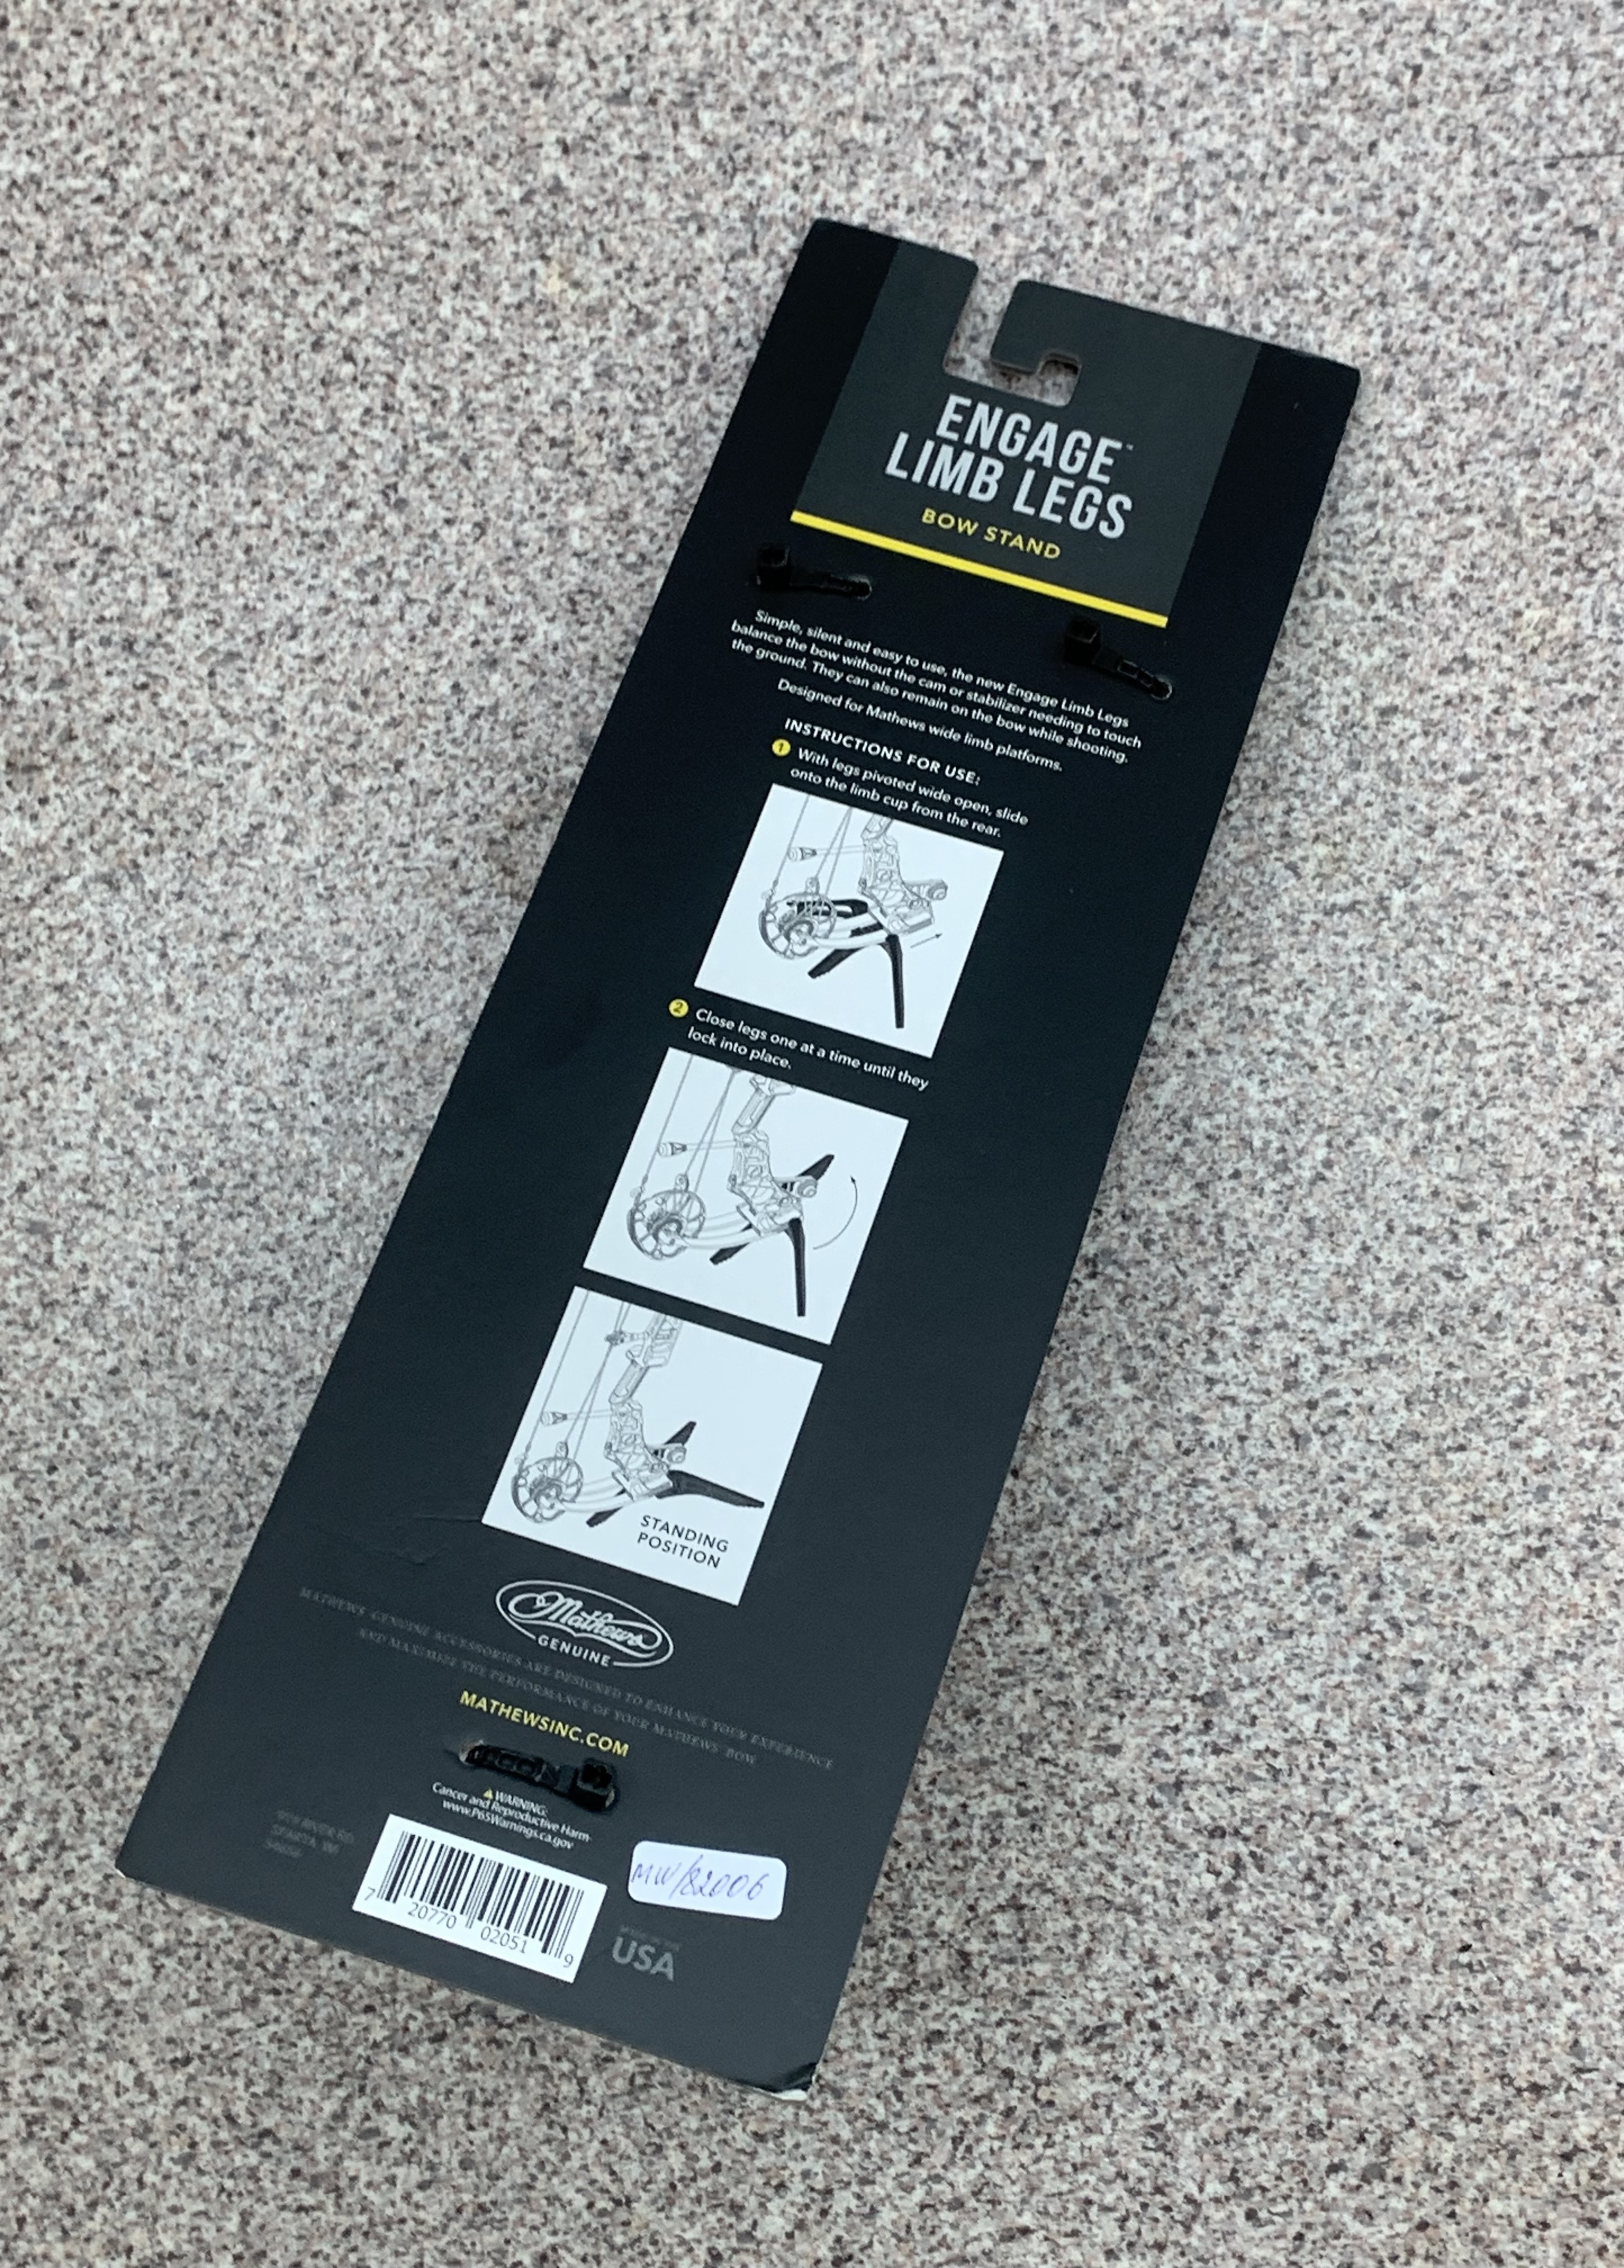 ENGAGE™
LIMB LEGS
BOW STAND
Simple, silent and easy to use, the new Engage Limb Legs
balance the bow without the cam or stabilizer needing to touch
the ground. They can also remain on the bow while shooting.
Designed for Mathews wide limb platforms.
INSTRUCTIONS FOR USE:
1 With legs pivoted wide open, slide
onto the limb cup from the rear.
2 Close legs one at a time until they
lock into place.
STANDING
POSITION
Mathews
GENUINE
MATHEWS GENUINE ACCESSORIES ARE DESIGNED TO ENHANCE YOUR EXPERIENCE
AND MAXIMIZE THE PERFORMANCE OF YOUR MATHEWS BOW
MATHEWSINC.COM
WARNING:
Cancer and Reproductive Harm-
www.P65Warnings.ca.gov
SPARTA, WI
54656
7 20770 02051 9
MW/82006
USA